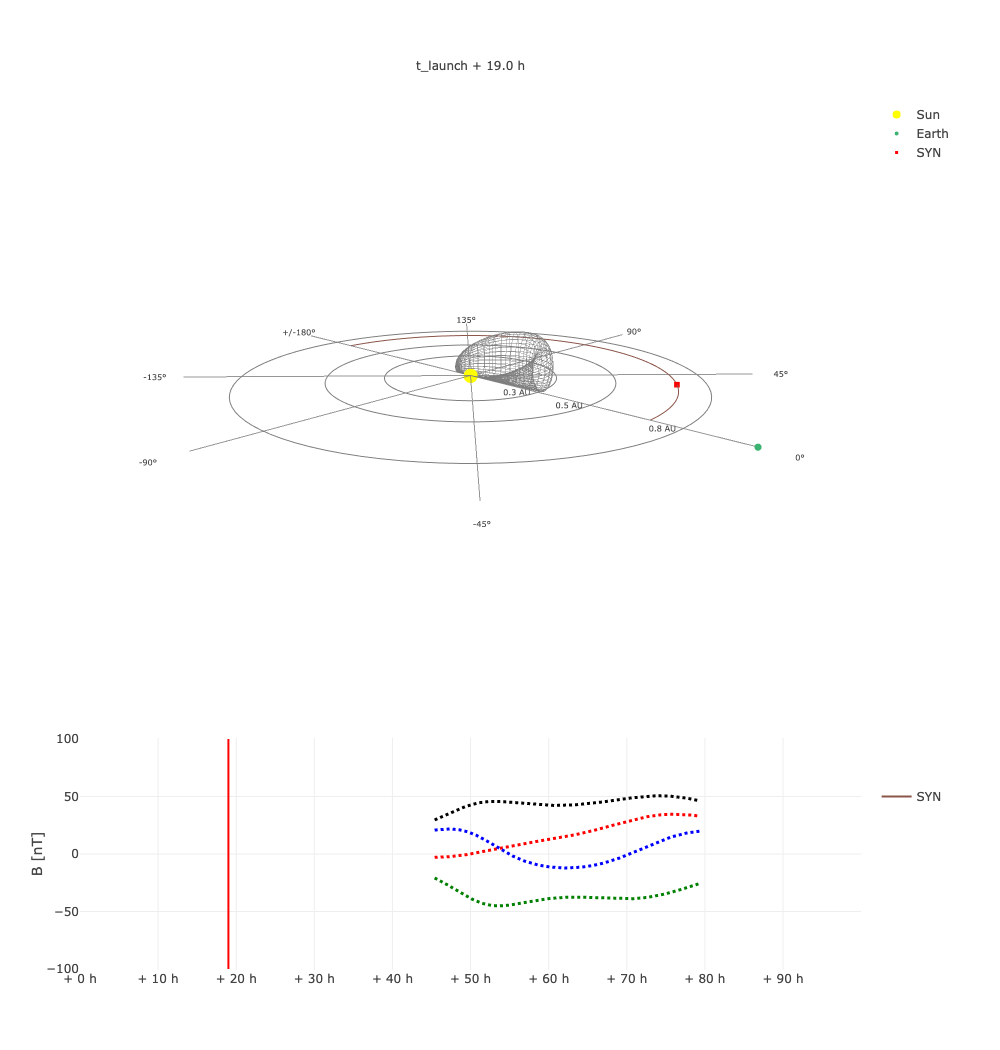 t_launch + 19.0 h
Sun
Earth
SYN
135°
+/-180°
90°
-135°
45°
0.3 AU
0.5 AU
0.8 AU
-90°
0°
-45°
100
50
0
−50
−100
B [nT]
SYN
+ 0 h
+ 10 h
+ 20 h
+ 30 h
+ 40 h
+ 50 h
+ 60 h
+ 70 h
+ 80 h
+ 90 h